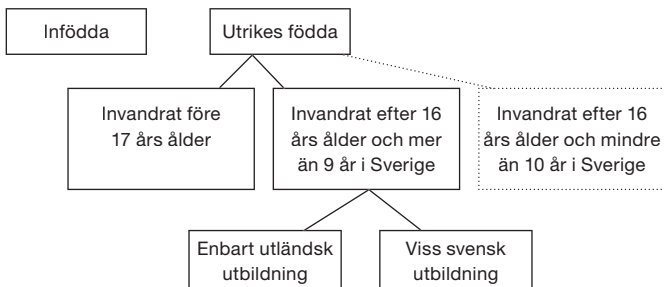 Infödda
Utrikes födda
Invandrat före
17 års ålder
Invandrat efter 16
års ålder och mer
än 9 år i Sverige
Invandrat efter 16
års ålder och mindre
än 10 år i Sverige
Enbart utländsk
utbildning
Viss svensk
utbildning